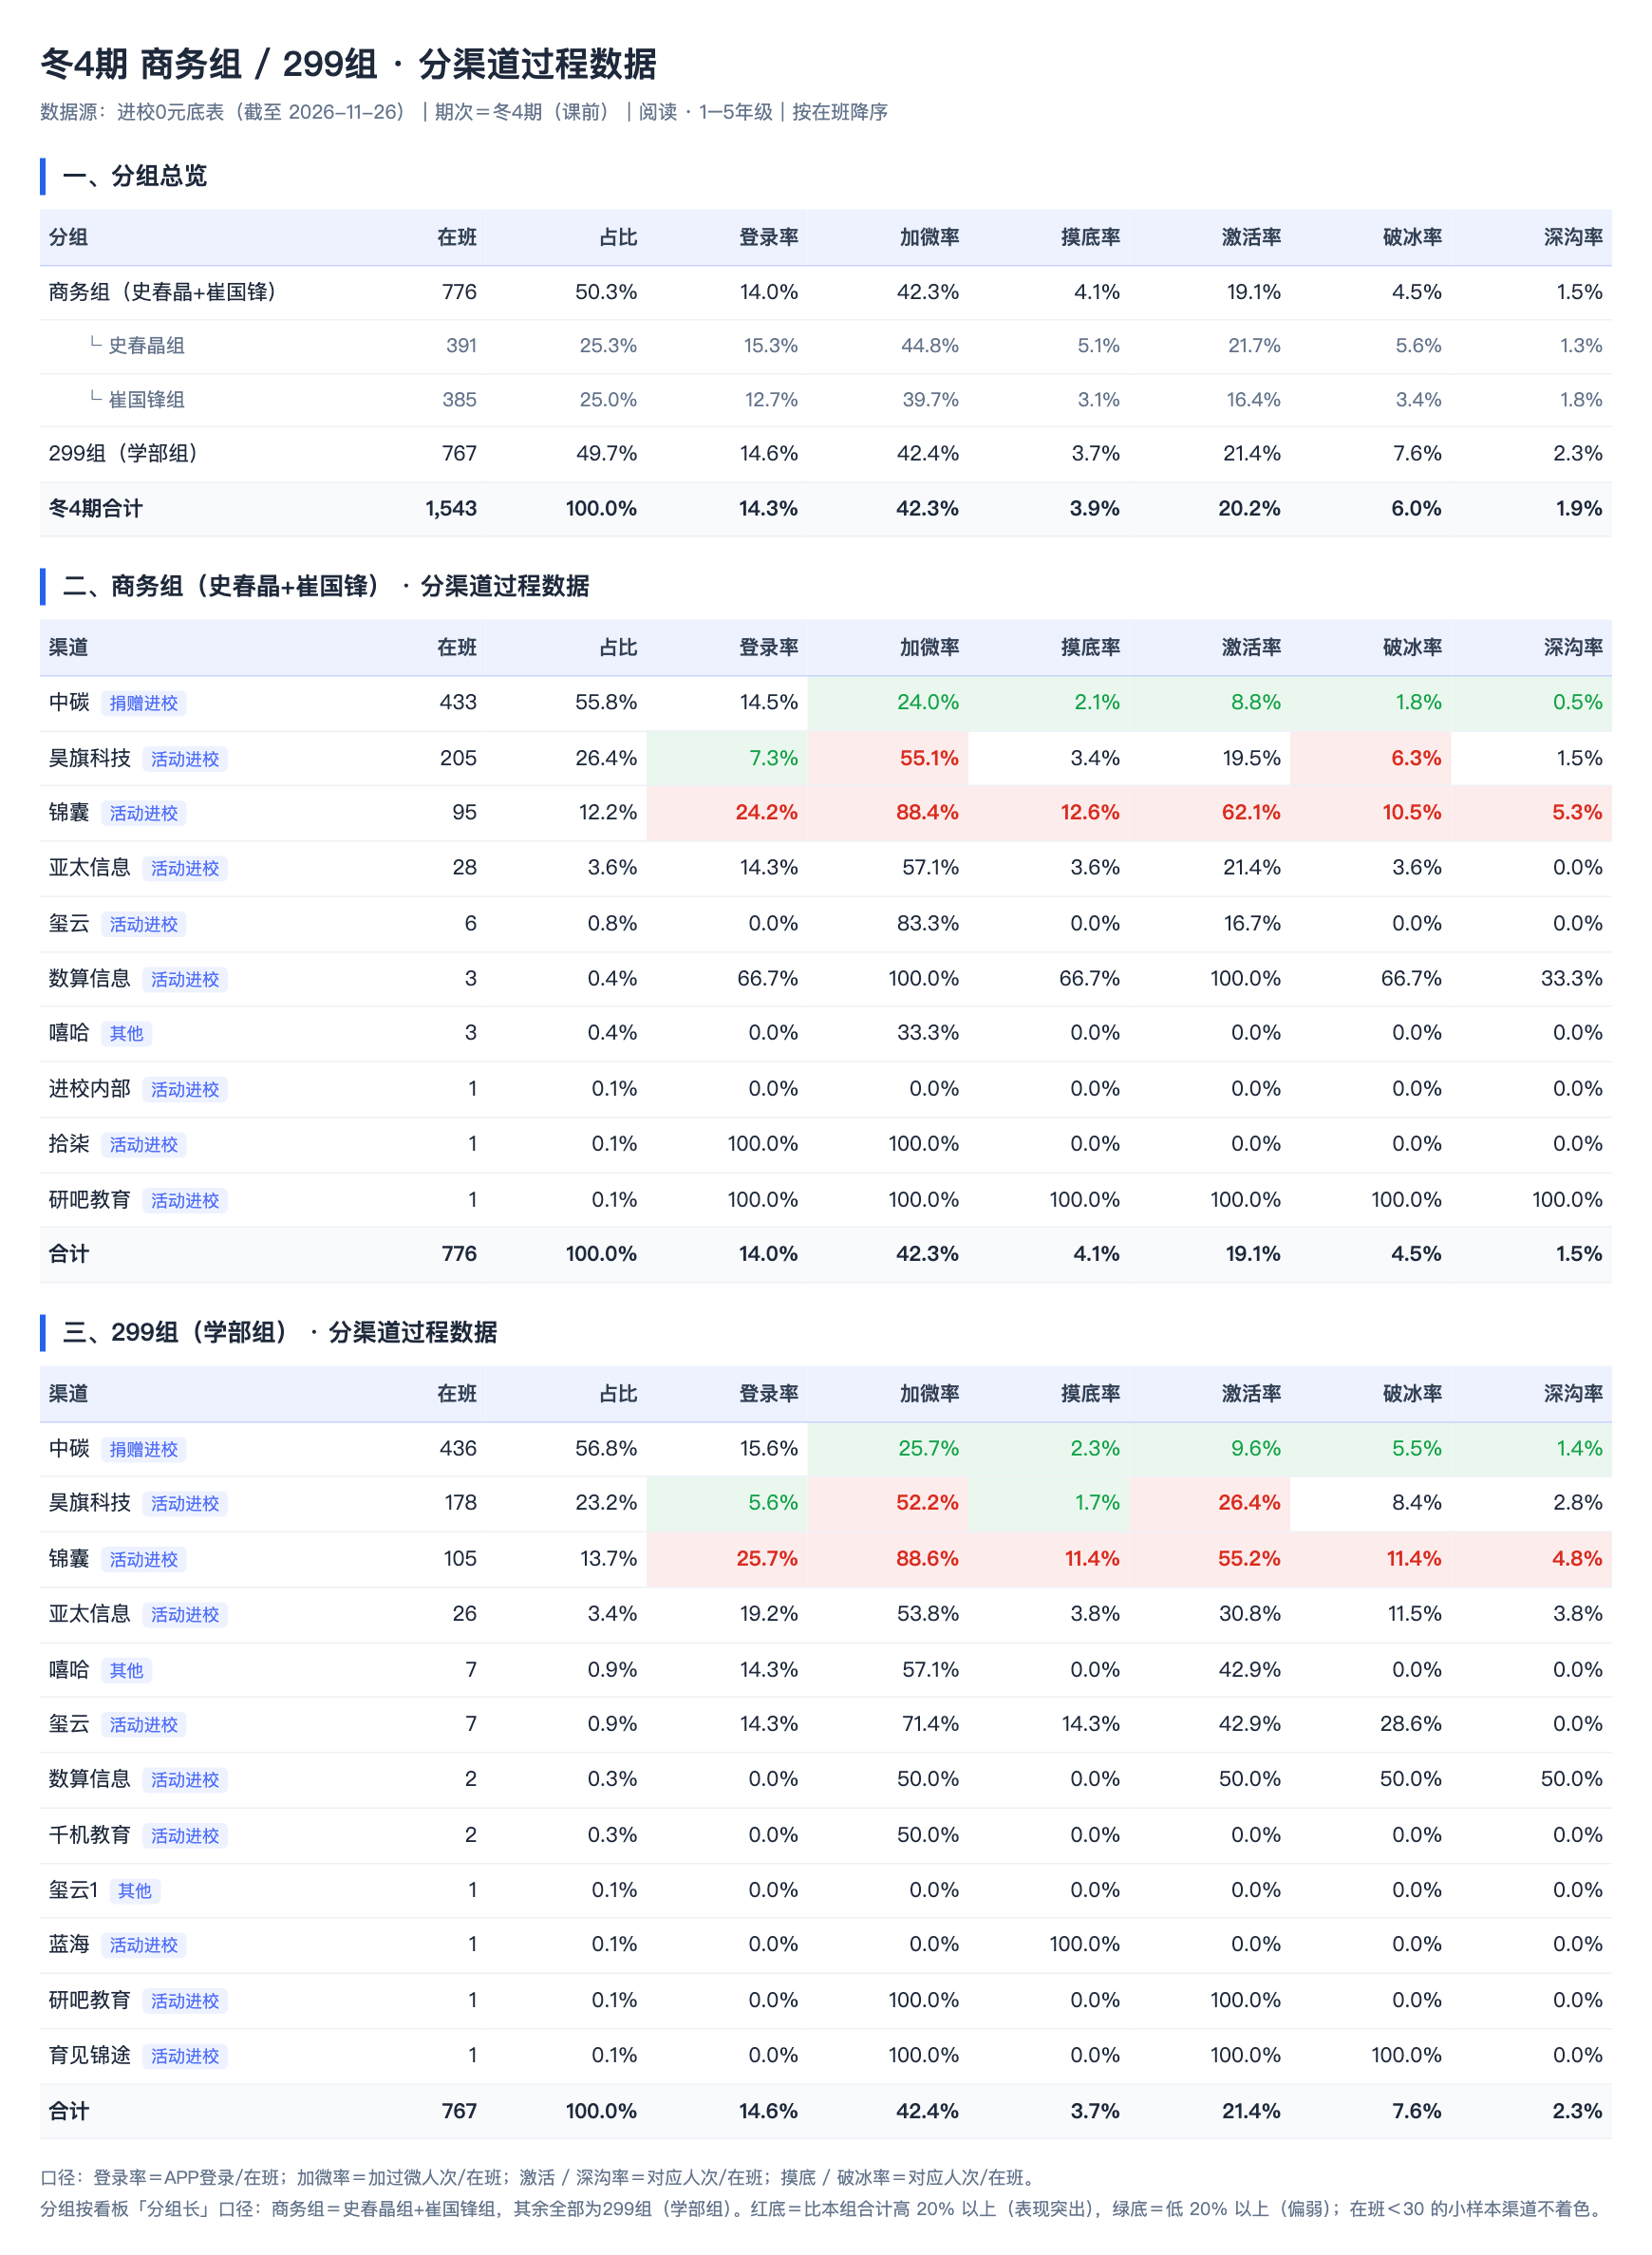 冬4期 商务组 / 299组 · 分渠道过程数据
数据源：进校0元底表（截至 2026-11-26）｜期次=冬4期（课前）｜阅读 · 1—5年级｜按在班降序
一、分组总览
分组 在班 占比 登录率 加微率 摸底率 激活率 破冰率 深沟率
商务组（史春晶+崔国锋） 776 50.3% 14.0% 42.3% 4.1% 19.1% 4.5% 1.5%
└ 史春晶组 391 25.3% 15.3% 44.8% 5.1% 21.7% 5.6% 1.3%
└ 崔国锋组 385 25.0% 12.7% 39.7% 3.1% 16.4% 3.4% 1.8%
299组（学部组） 767 49.7% 14.6% 42.4% 3.7% 21.4% 7.6% 2.3%
冬4期合计 1,543 100.0% 14.3% 42.3% 3.9% 20.2% 6.0% 1.9%
二、商务组（史春晶+崔国锋） · 分渠道过程数据
渠道 在班 占比 登录率 加微率 摸底率 激活率 破冰率 深沟率
中碳 捐赠进校 433 55.8% 14.5% 24.0% 2.1% 8.8% 1.8% 0.5%
昊旗科技 活动进校 205 26.4% 7.3% 55.1% 3.4% 19.5% 6.3% 1.5%
锦囊 活动进校 95 12.2% 24.2% 88.4% 12.6% 62.1% 10.5% 5.3%
亚太信息 活动进校 28 3.6% 14.3% 57.1% 3.6% 21.4% 3.6% 0.0%
玺云 活动进校 6 0.8% 0.0% 83.3% 0.0% 16.7% 0.0% 0.0%
数算信息 活动进校 3 0.4% 66.7% 100.0% 66.7% 100.0% 66.7% 33.3%
嘻哈 其他 3 0.4% 0.0% 33.3% 0.0% 0.0% 0.0% 0.0%
进校内部 活动进校 1 0.1% 0.0% 0.0% 0.0% 0.0% 0.0% 0.0%
拾柒 活动进校 1 0.1% 100.0% 100.0% 0.0% 0.0% 0.0% 0.0%
研吧教育 活动进校 1 0.1% 100.0% 100.0% 100.0% 100.0% 100.0% 100.0%
合计 776 100.0% 14.0% 42.3% 4.1% 19.1% 4.5% 1.5%
三、299组（学部组） · 分渠道过程数据
渠道 在班 占比 登录率 加微率 摸底率 激活率 破冰率 深沟率
中碳 捐赠进校 436 56.8% 15.6% 25.7% 2.3% 9.6% 5.5% 1.4%
昊旗科技 活动进校 178 23.2% 5.6% 52.2% 1.7% 26.4% 8.4% 2.8%
锦囊 活动进校 105 13.7% 25.7% 88.6% 11.4% 55.2% 11.4% 4.8%
亚太信息 活动进校 26 3.4% 19.2% 53.8% 3.8% 30.8% 11.5% 3.8%
嘻哈 其他 7 0.9% 14.3% 57.1% 0.0% 42.9% 0.0% 0.0%
玺云 活动进校 7 0.9% 14.3% 71.4% 14.3% 42.9% 28.6% 0.0%
数算信息 活动进校 2 0.3% 0.0% 50.0% 0.0% 50.0% 50.0% 50.0%
千机教育 活动进校 2 0.3% 0.0% 50.0% 0.0% 0.0% 0.0% 0.0%
玺云1 其他 1 0.1% 0.0% 0.0% 0.0% 0.0% 0.0% 0.0%
蓝海 活动进校 1 0.1% 0.0% 0.0% 100.0% 0.0% 0.0% 0.0%
研吧教育 活动进校 1 0.1% 0.0% 100.0% 0.0% 100.0% 0.0% 0.0%
育见锦途 活动进校 1 0.1% 0.0% 100.0% 0.0% 100.0% 100.0% 0.0%
合计 767 100.0% 14.6% 42.4% 3.7% 21.4% 7.6% 2.3%
口径：登录率=APP登录/在班；加微率=加过微人次/在班；激活 / 深沟率=对应人次/在班；摸底 / 破冰率=对应人次/在班。
分组按看板「分组长」口径：商务组=史春晶组+崔国锋组，其余全部为299组（学部组）。红底=比本组合计高 20% 以上（表现突出），绿底=低 20% 以上（偏弱）；在班＜30 的小样本渠道不着色。